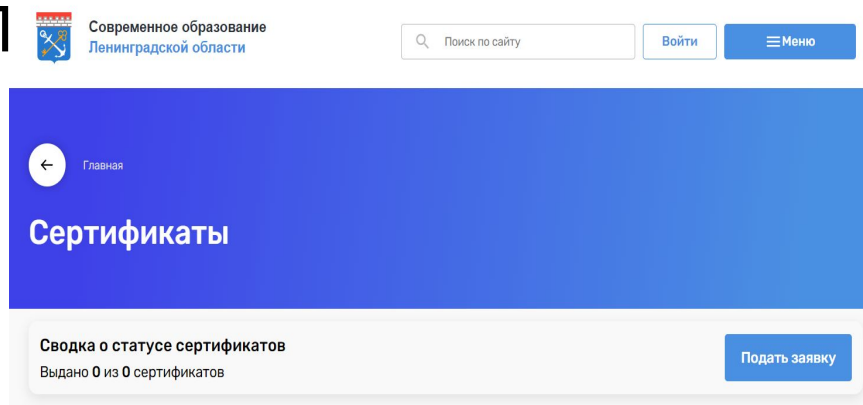 Современное образование
Ленинградской области
Поиск по сайту
Войти
Меню
Главная
Сертификаты
Сводка о статусе сертификатов
Выдано 0 из 0 сертификатов
Подать заявку